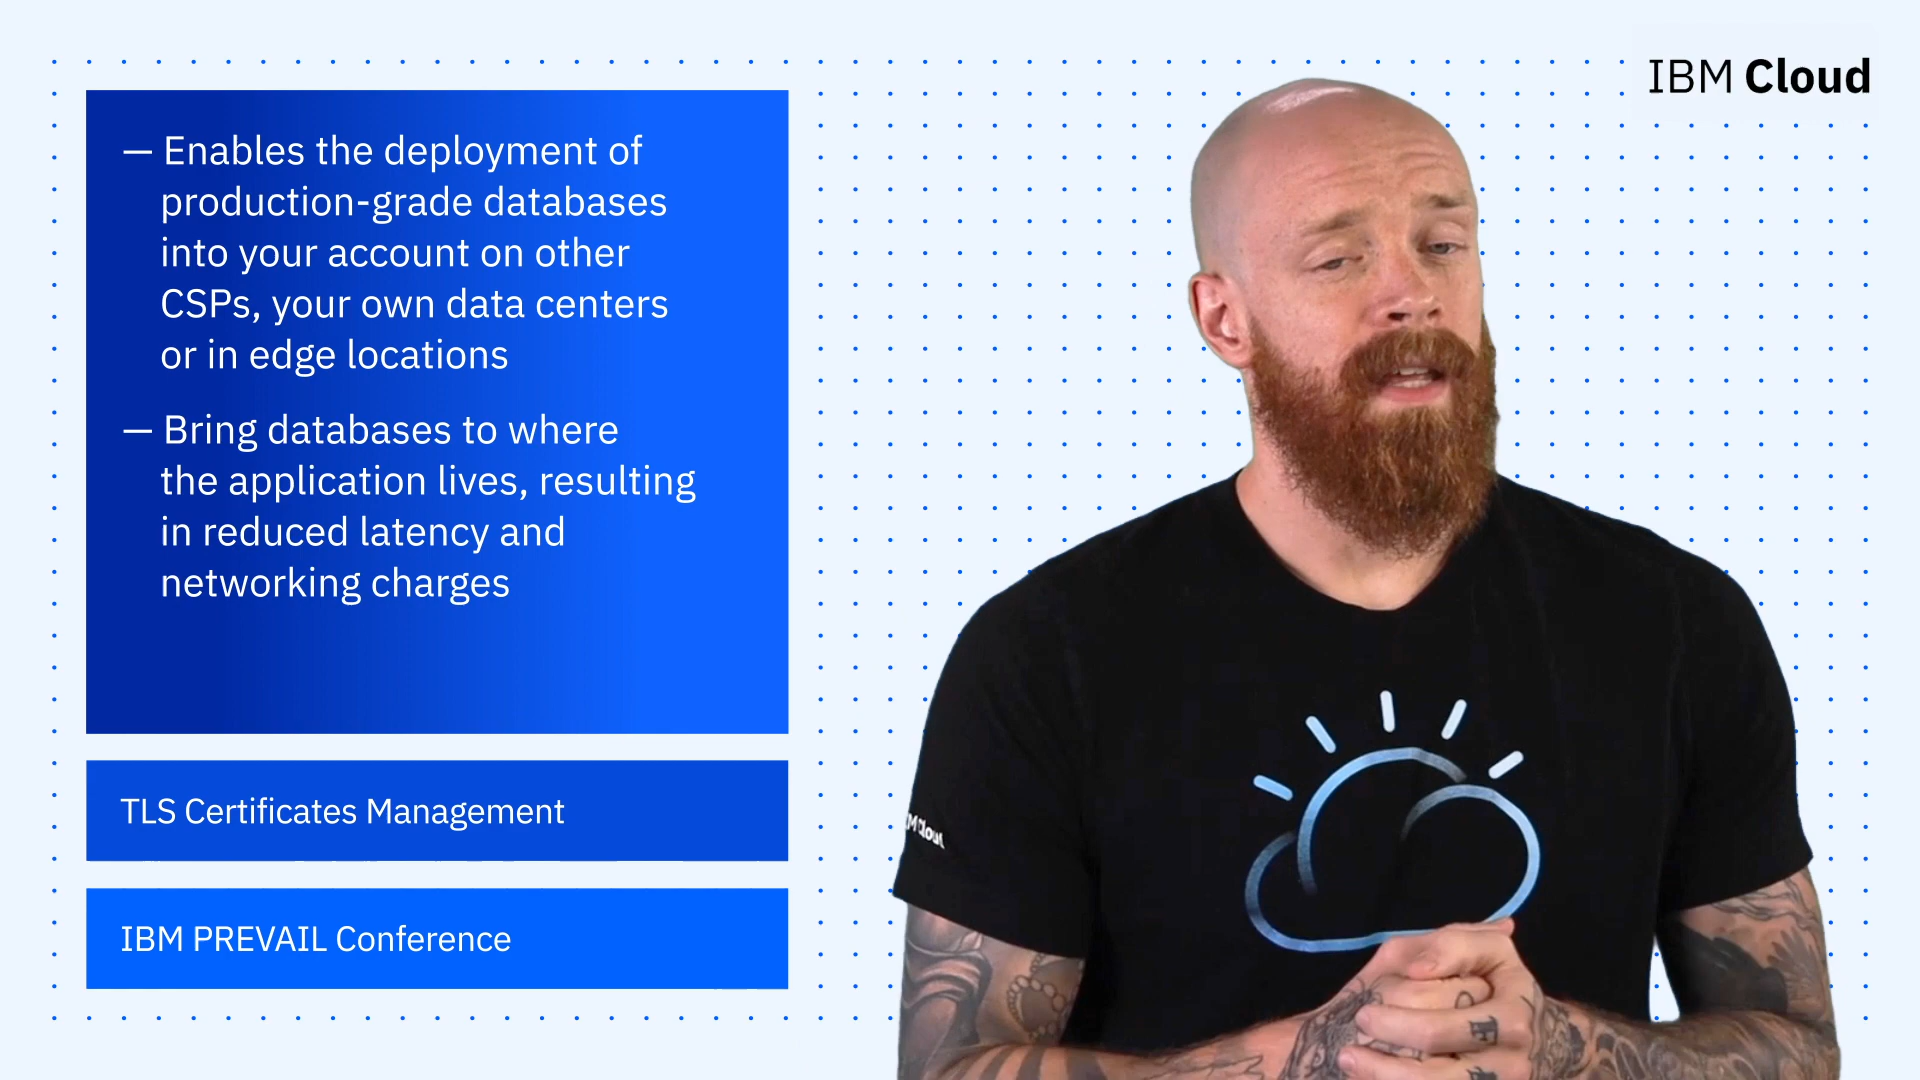 IBM Cloud
— Enables the deployment of
production-grade databases
into your account on other
CSPs, your own data centers
or in edge locations
— Bring databases to where
the application lives, resulting
in reduced latency and
networking charges
TLS Certificates Management
IBM PREVAIL Conference
M Cloud